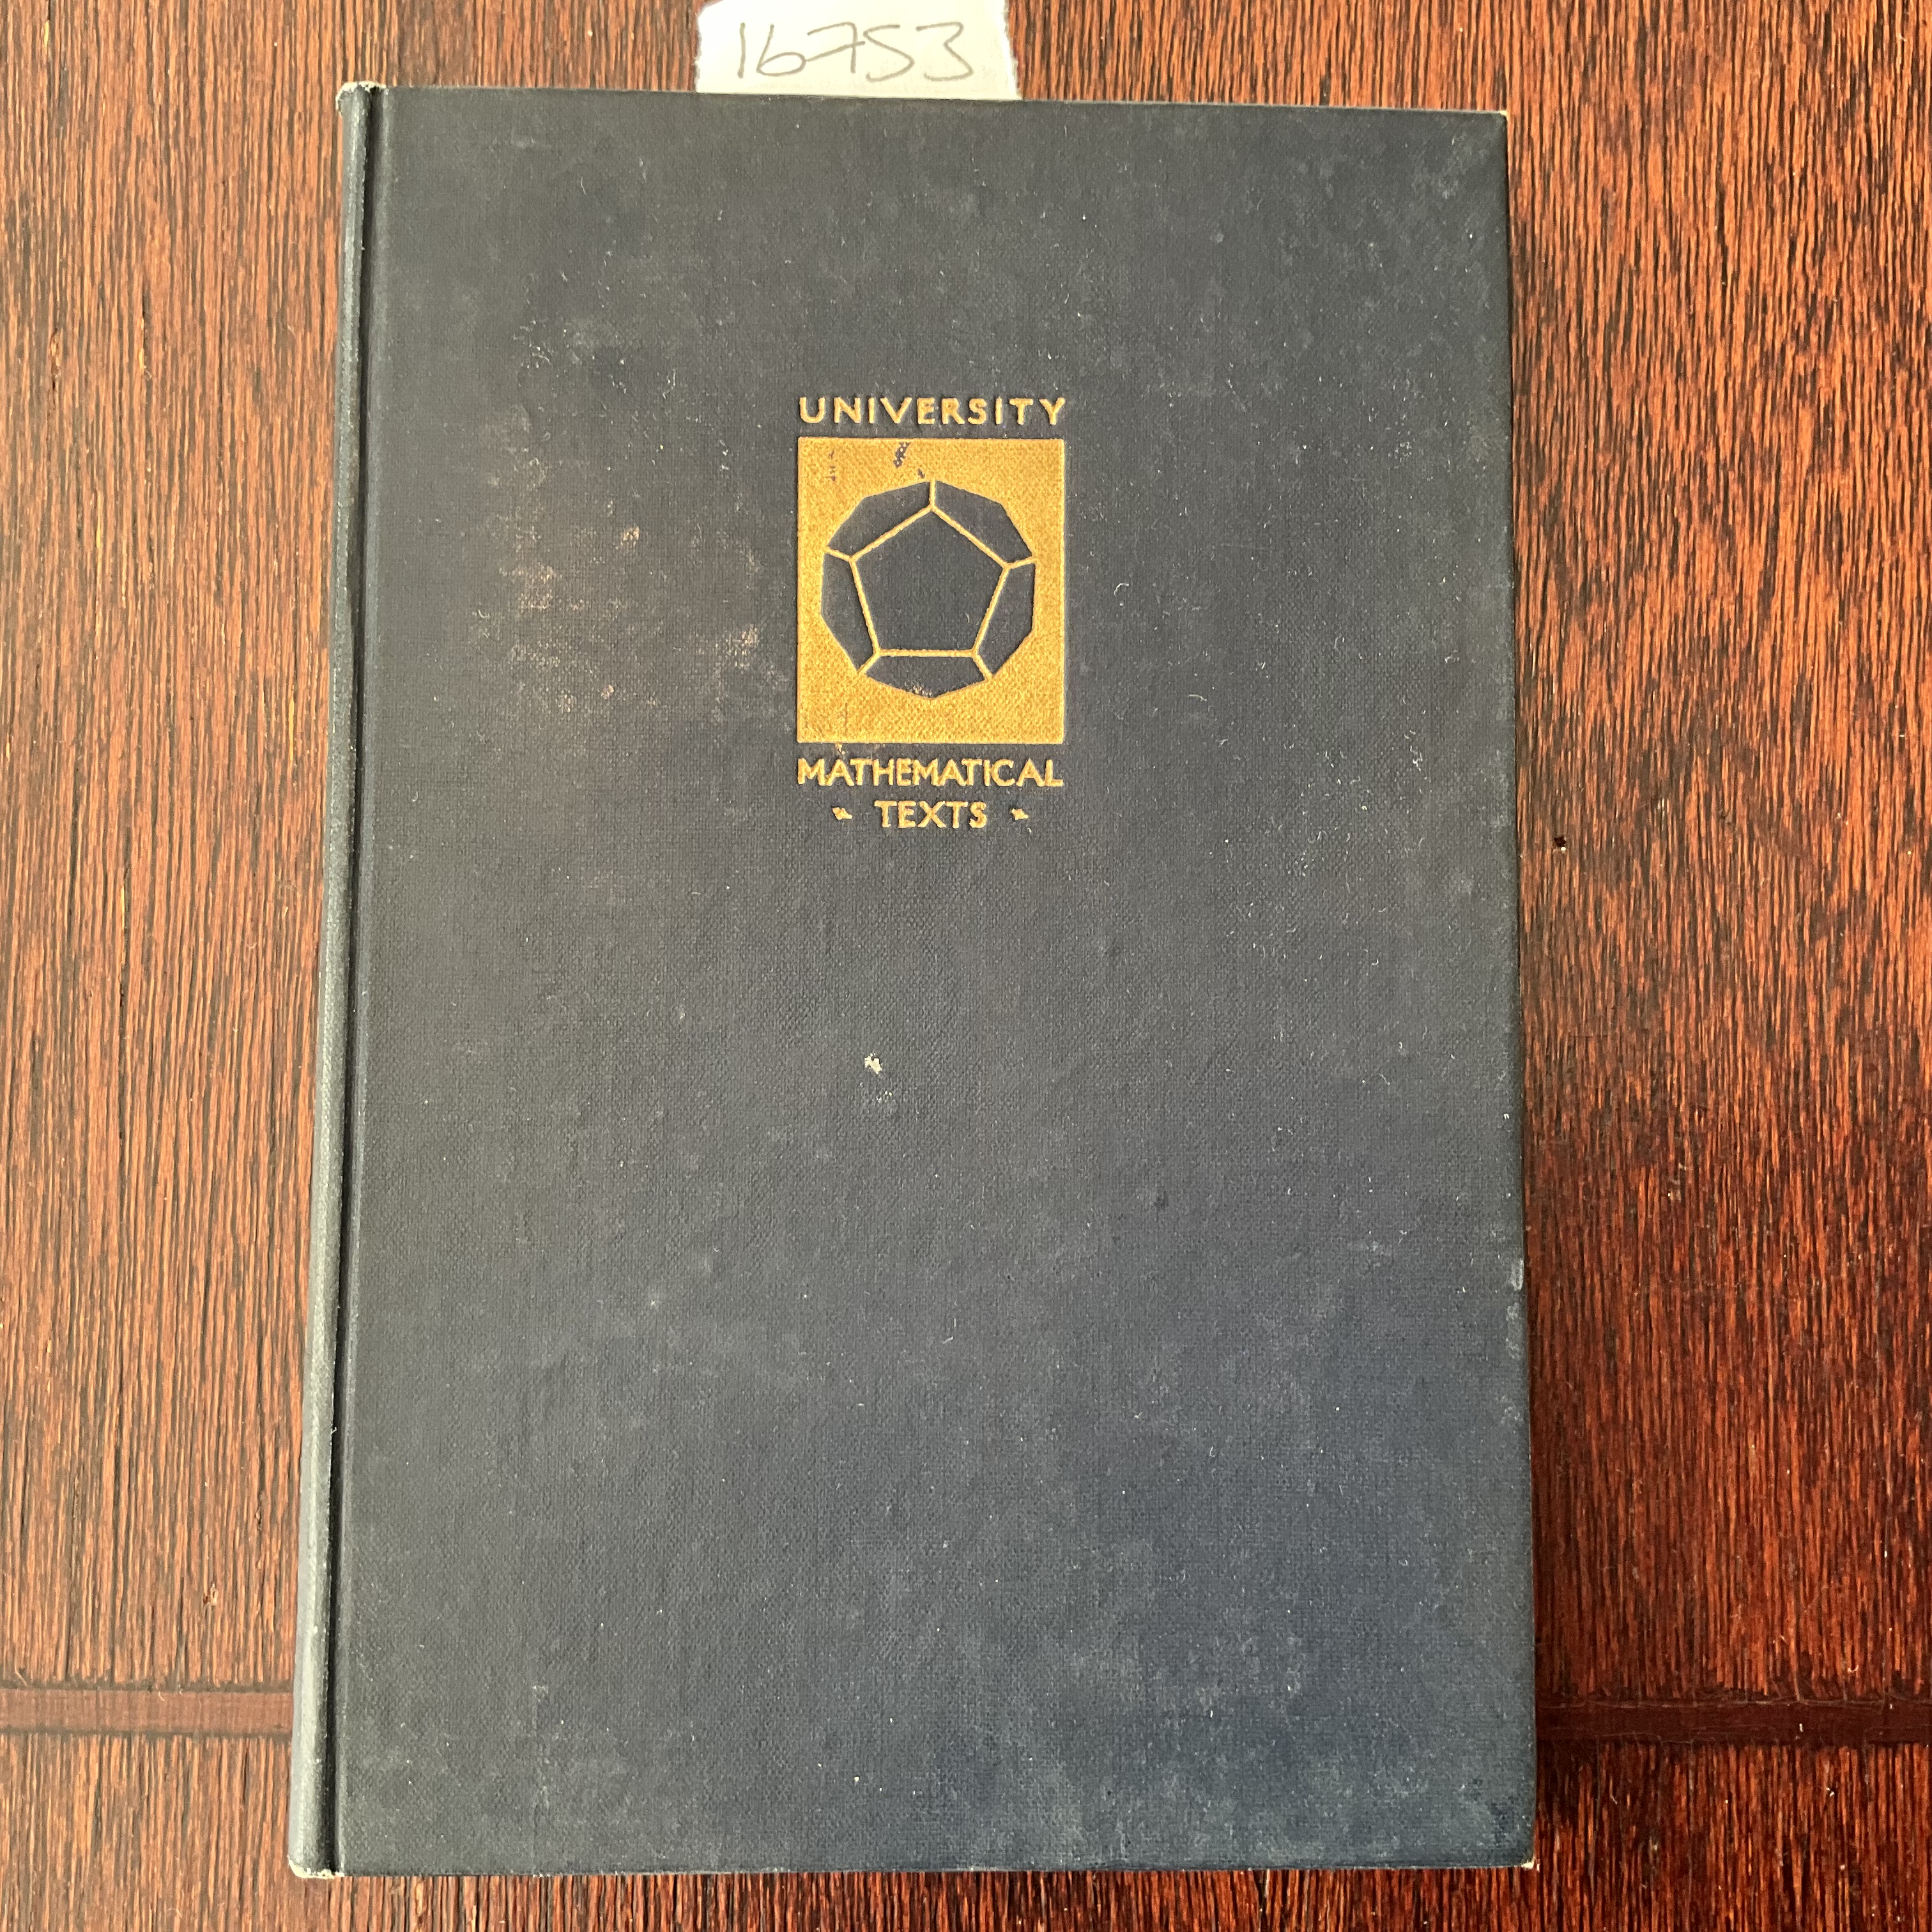 16753
UNIVERSITY
MATHEMATICAL
TEXTS